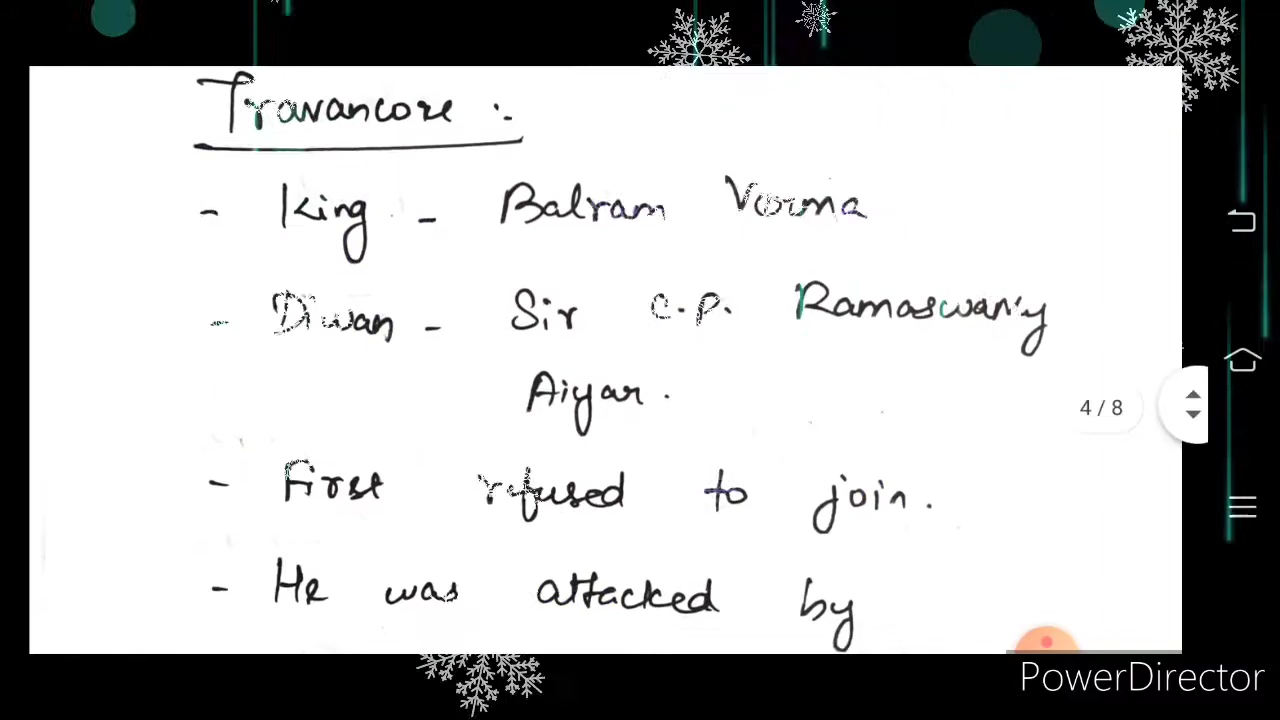 Travancore :-
- King - Balram Varma
- Diwan - Sir C.P. Ramaswamy
Aiyar.
- First refused to join.
4 / 8
- He was attacked by
PowerDirector